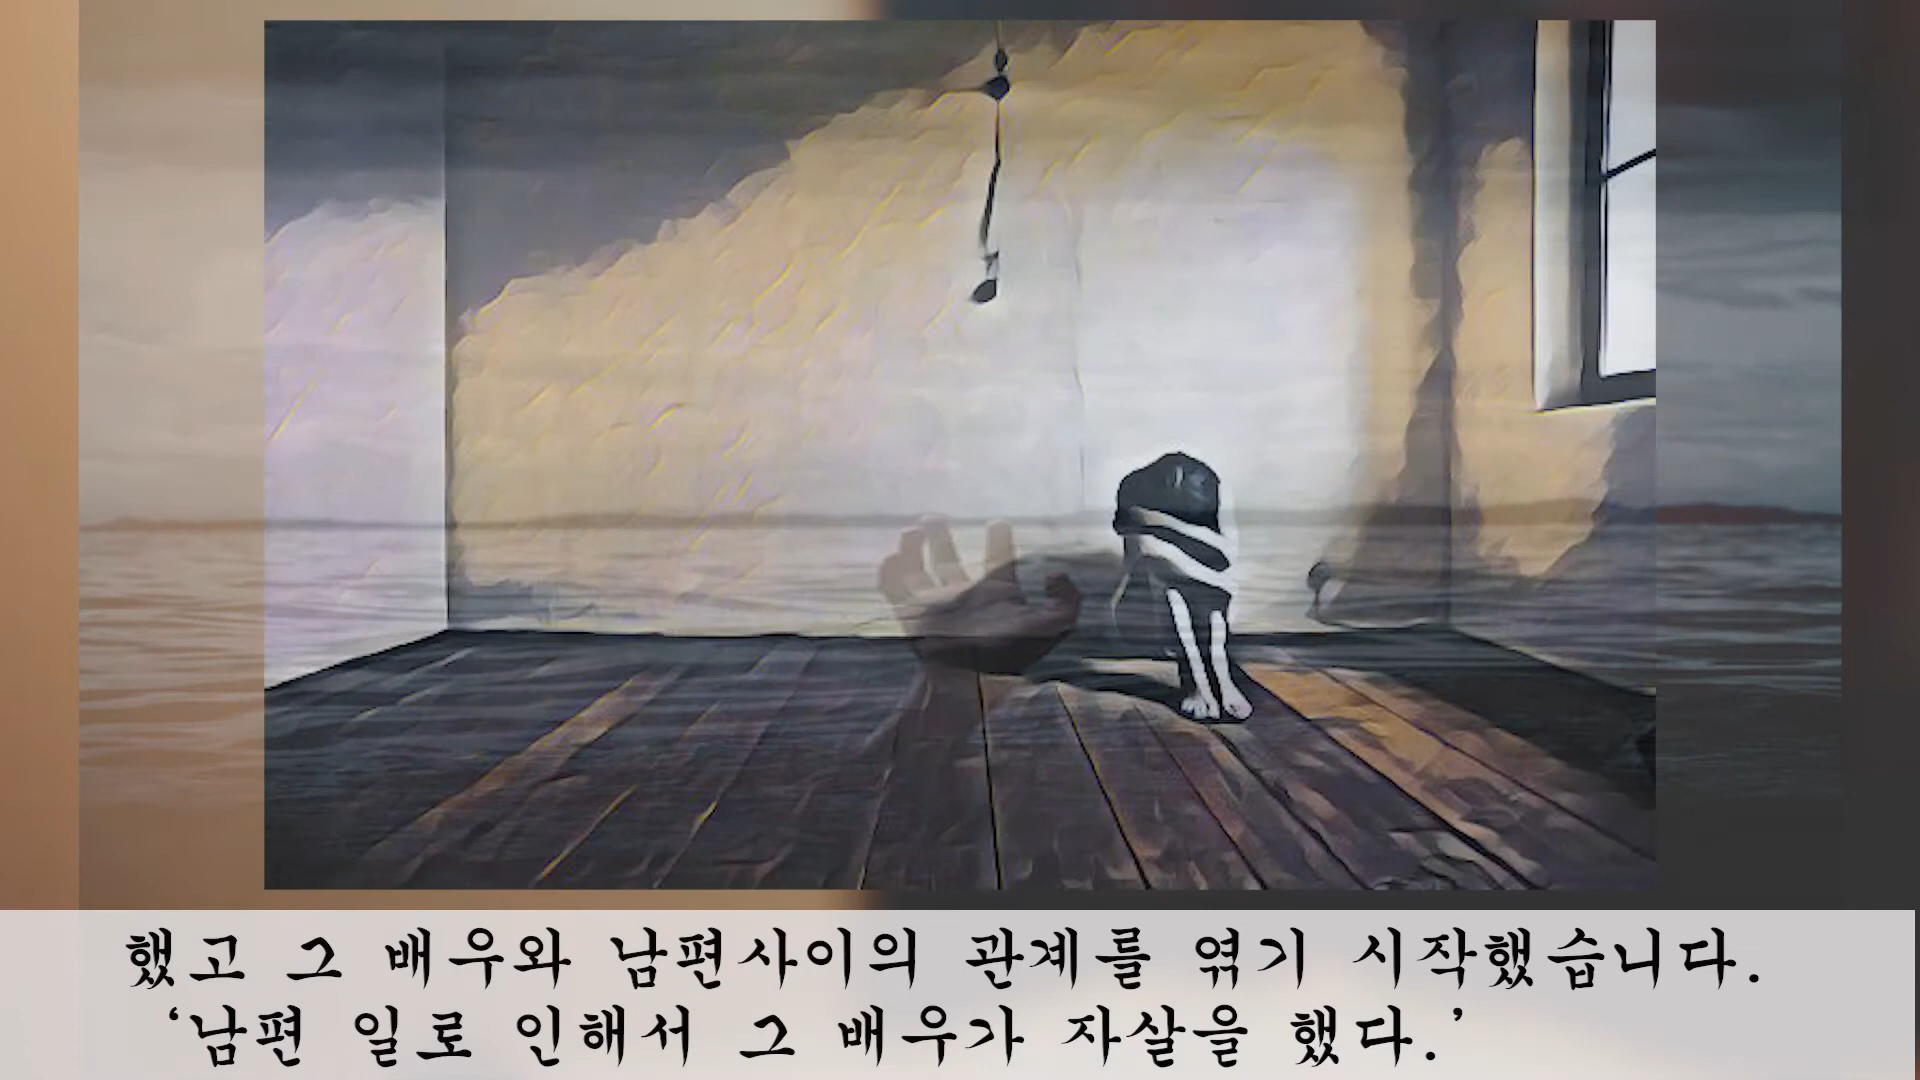 했고 그 배우와 남편사이의 관계를 엮기 시작했습니다.
‘남편 일로 인해서 그 배우가 자살을 했다.’